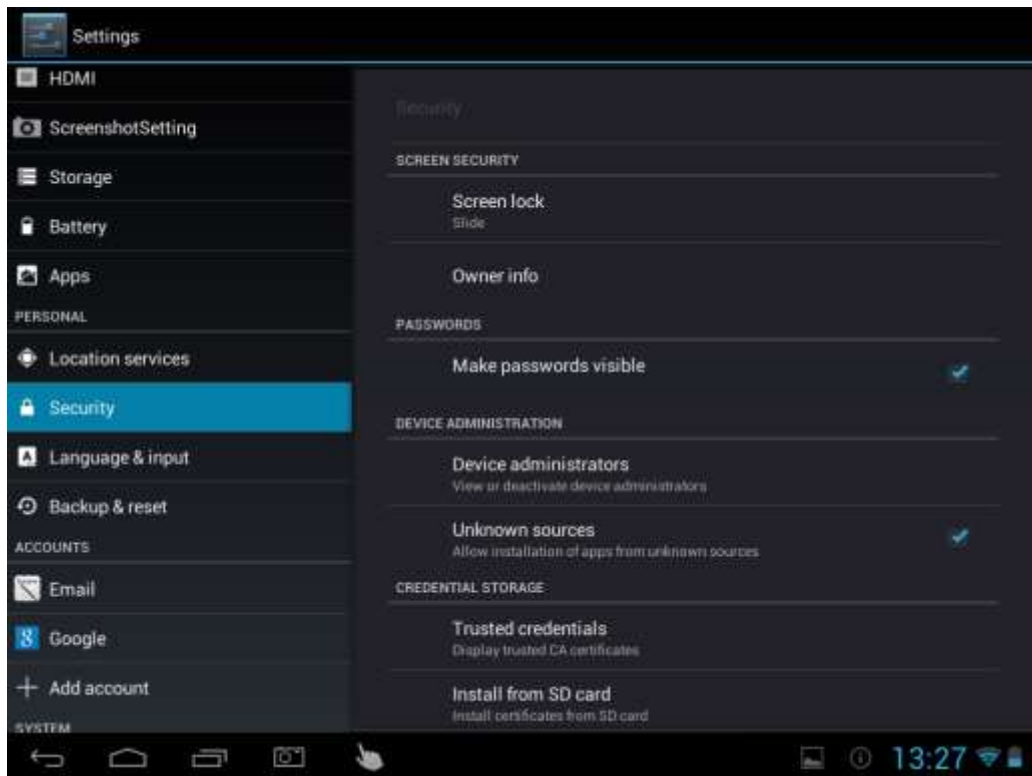 Settings
HDMI
ScreenshotSetting
Storage
Battery
Apps
PERSONAL
Location services
Security
Language & input
Backup & reset
ACCOUNTS
Email
Google
Add account
SYSTEM
Security
SCREEN SECURITY
Screen lock
Slide
Owner info
PASSWORDS
Make passwords visible
DEVICE ADMINISTRATION
Device administrators
View or deactivate device administrators
Unknown sources
Allow installation of apps from unknown sources
CREDENTIAL STORAGE
Trusted credentials
Display trusted CA certificates
Install from SD card
Install certificates from SD card
13:27